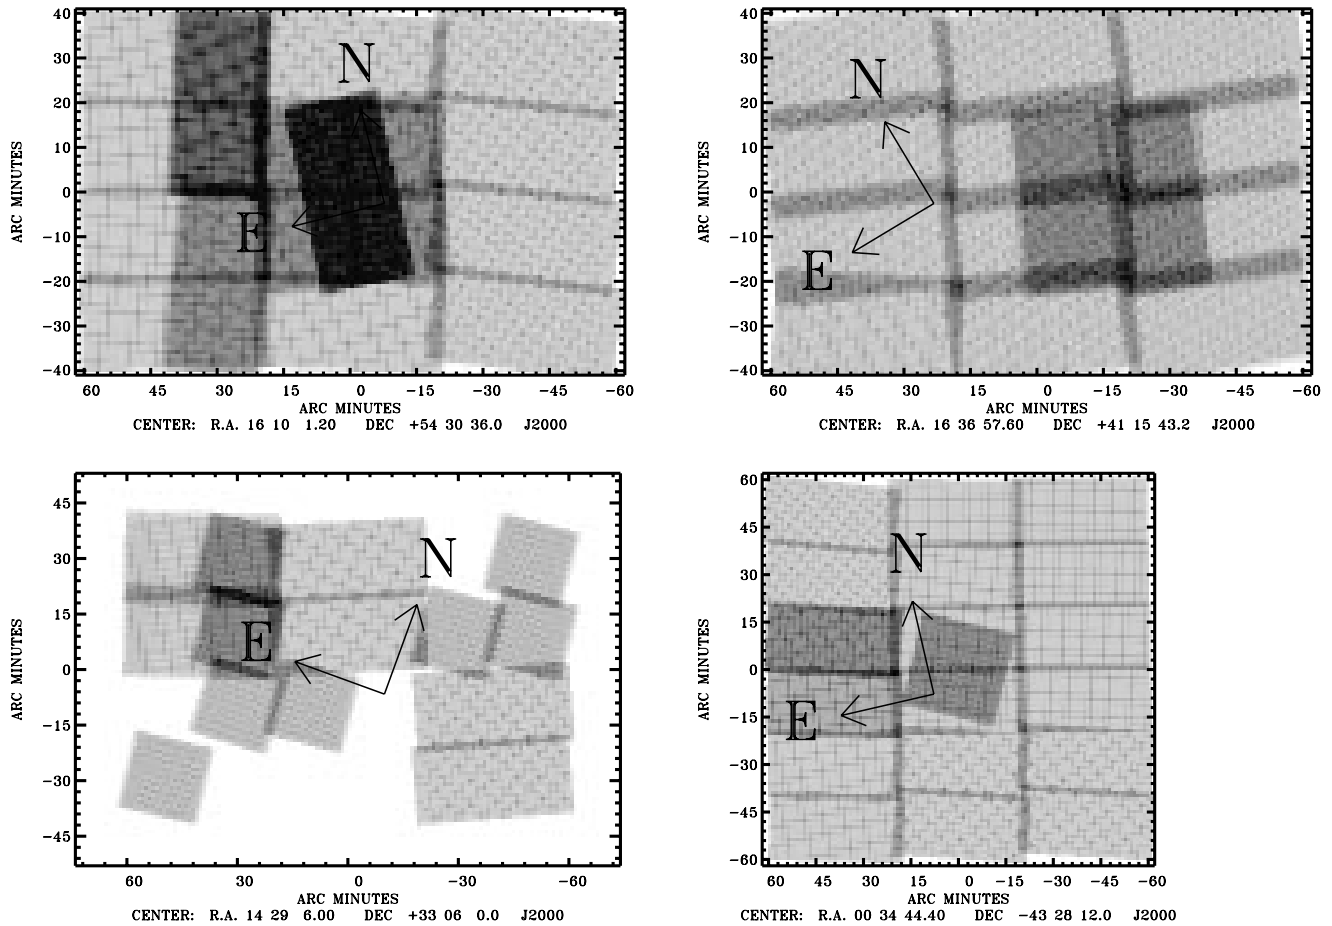 40
30
20
10
0
-10
-20
-30
-40
ARC MINUTES
N
E
60 45 30 15 0 -15 -30 -45 -60
ARC MINUTES
CENTER: R.A. 16 10 1.20 DEC +54 30 36.0 J2000
40
30
20
10
0
-10
-20
-30
-40
ARC MINUTES
N
E
60 45 30 15 0 -15 -30 -45 -60
ARC MINUTES
CENTER: R.A. 16 36 57.60 DEC +41 15 43.2 J2000
45
30
15
0
-15
-30
-45
ARC MINUTES
N
E
60 30 0 -30 -60
ARC MINUTES
CENTER: R.A. 14 29 6.00 DEC +33 06 0.0 J2000
60
45
30
15
0
-15
-30
-45
-60
ARC MINUTES
N
E
60 45 30 15 0 -15 -30 -45 -60
ARC MINUTES
CENTER: R.A. 00 34 44.40 DEC -43 28 12.0 J2000